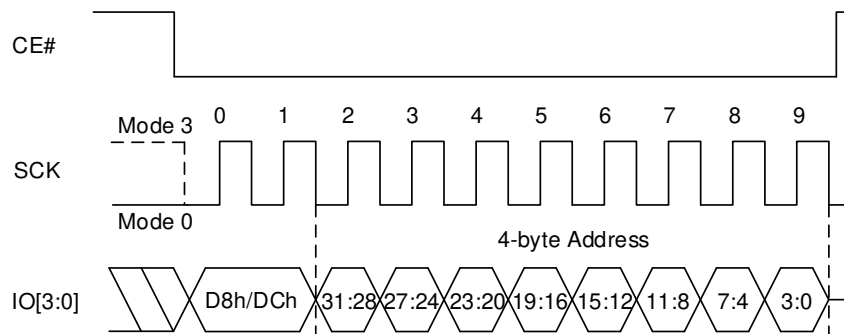 CE#
0 1 2 3 4 5 6 7 8 9
Mode 3
SCK
Mode 0
4-byte Address
IO[3:0] D8h/DCh 31:28 27:24 23:20 19:16 15:12 11:8 7:4 3:0